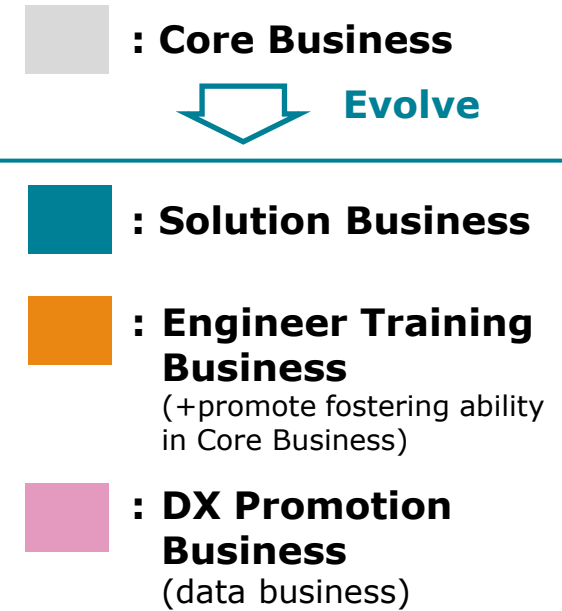 : Core Business
Evolve
: Solution Business
: Engineer Training
Business
(+promote fostering ability
in Core Business)
: DX Promotion
Business
(data business)